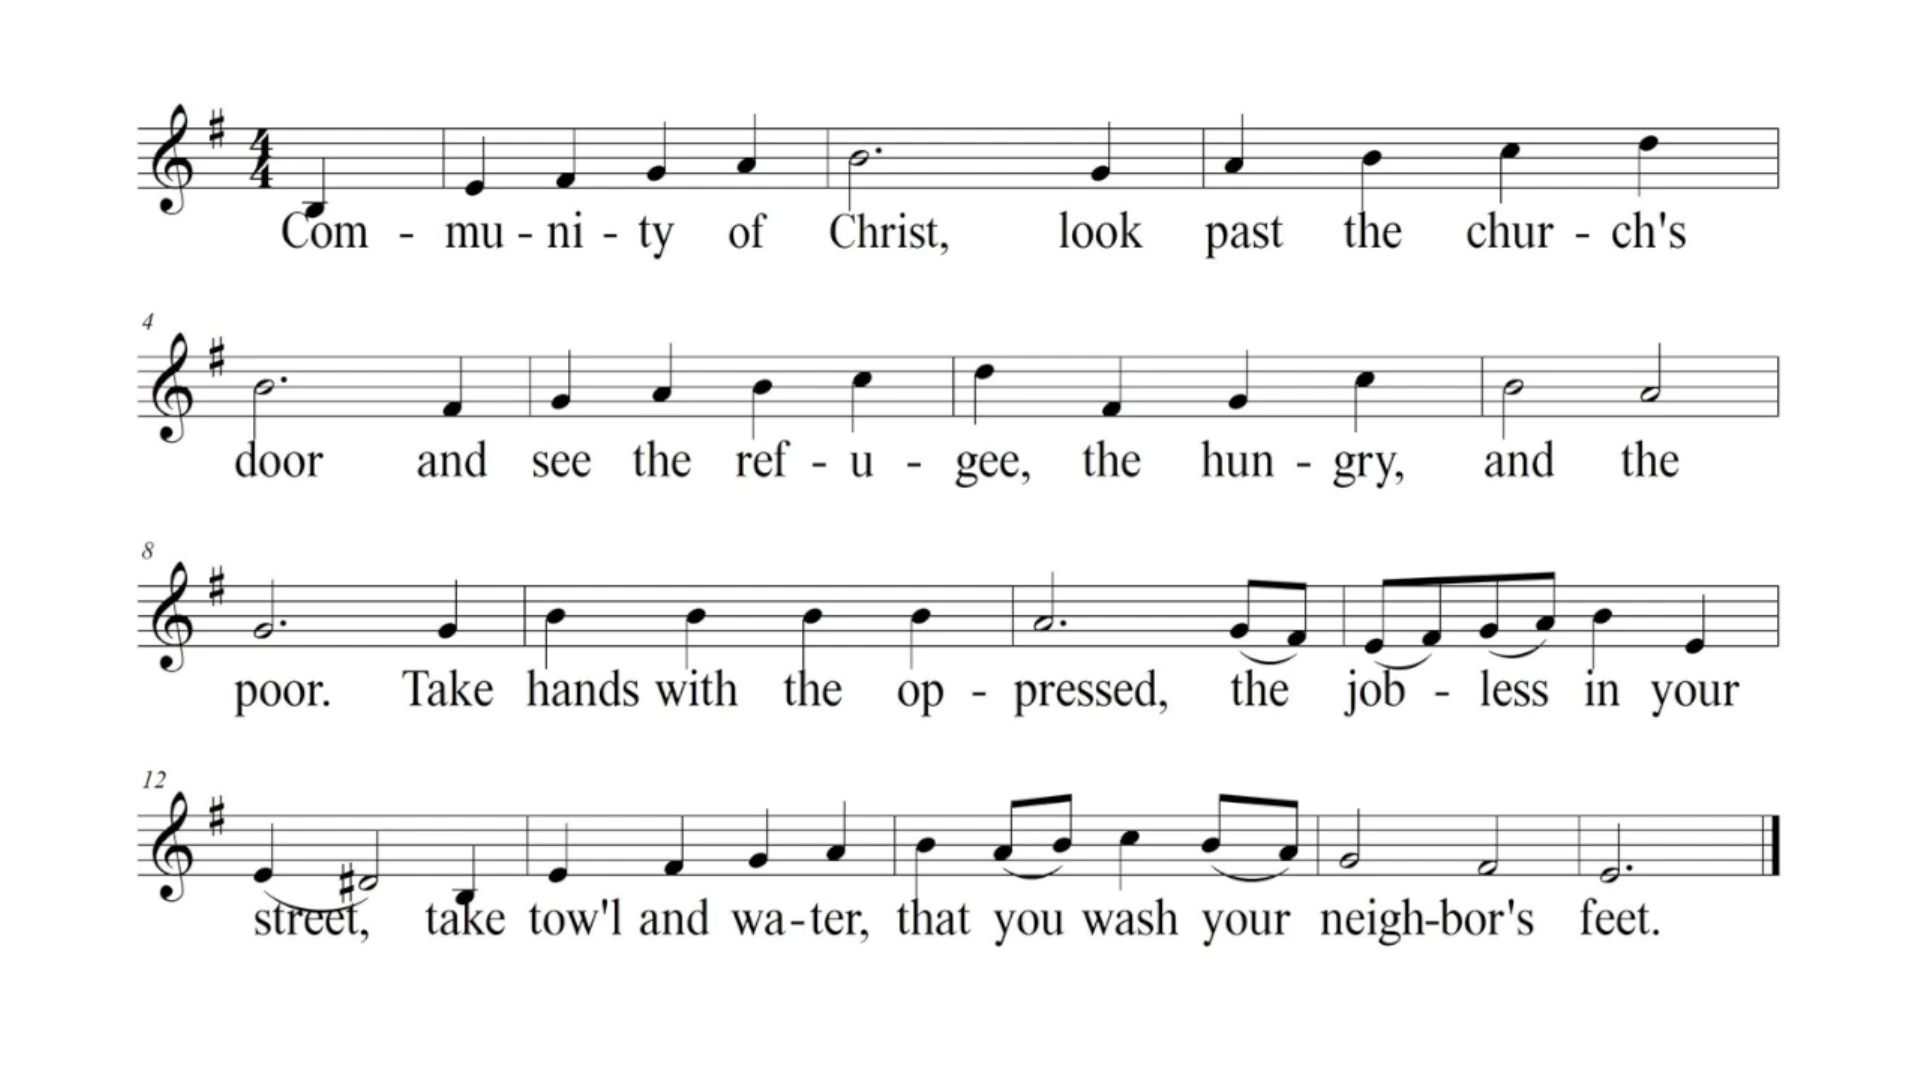 Com - mu - ni - ty of Christ, look past the chur - ch's
4
door and see the ref - u - gee, the hun - gry, and the
8
poor. Take hands with the op - pressed, the job - less in your
12
street, take tow'l and wa - ter, that you wash your neigh - bor's feet.